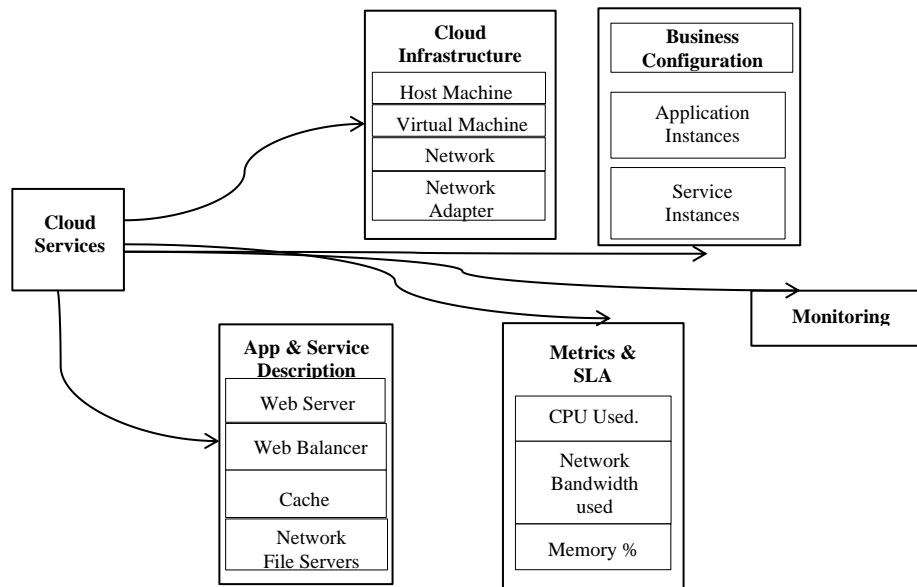 Cloud
Infrastructure
Host Machine
Virtual Machine
Network
Network
Adapter
Business
Configuration
Application
Instances
Service
Instances
Cloud
Services
Monitoring
App & Service
Description
Web Server
Web Balancer
Cache
Network
File Servers
Metrics &
SLA
CPU Used.
Network
Bandwidth
used
Memory %